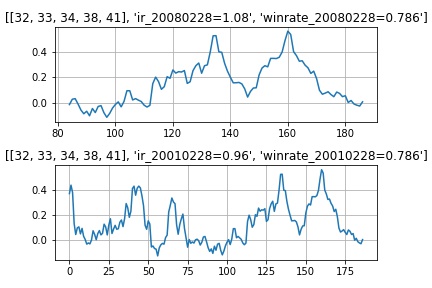 [[32, 33, 34, 38, 41], 'ir_20080228=1.08', 'winrate_20080228=0.786']
0.4
0.2
0.0
80 100 120 140 160 180
[[32, 33, 34, 38, 41], 'ir_20010228=0.96', 'winrate_20010228=0.786']
0.4
0.2
0.0
0 25 50 75 100 125 150 175